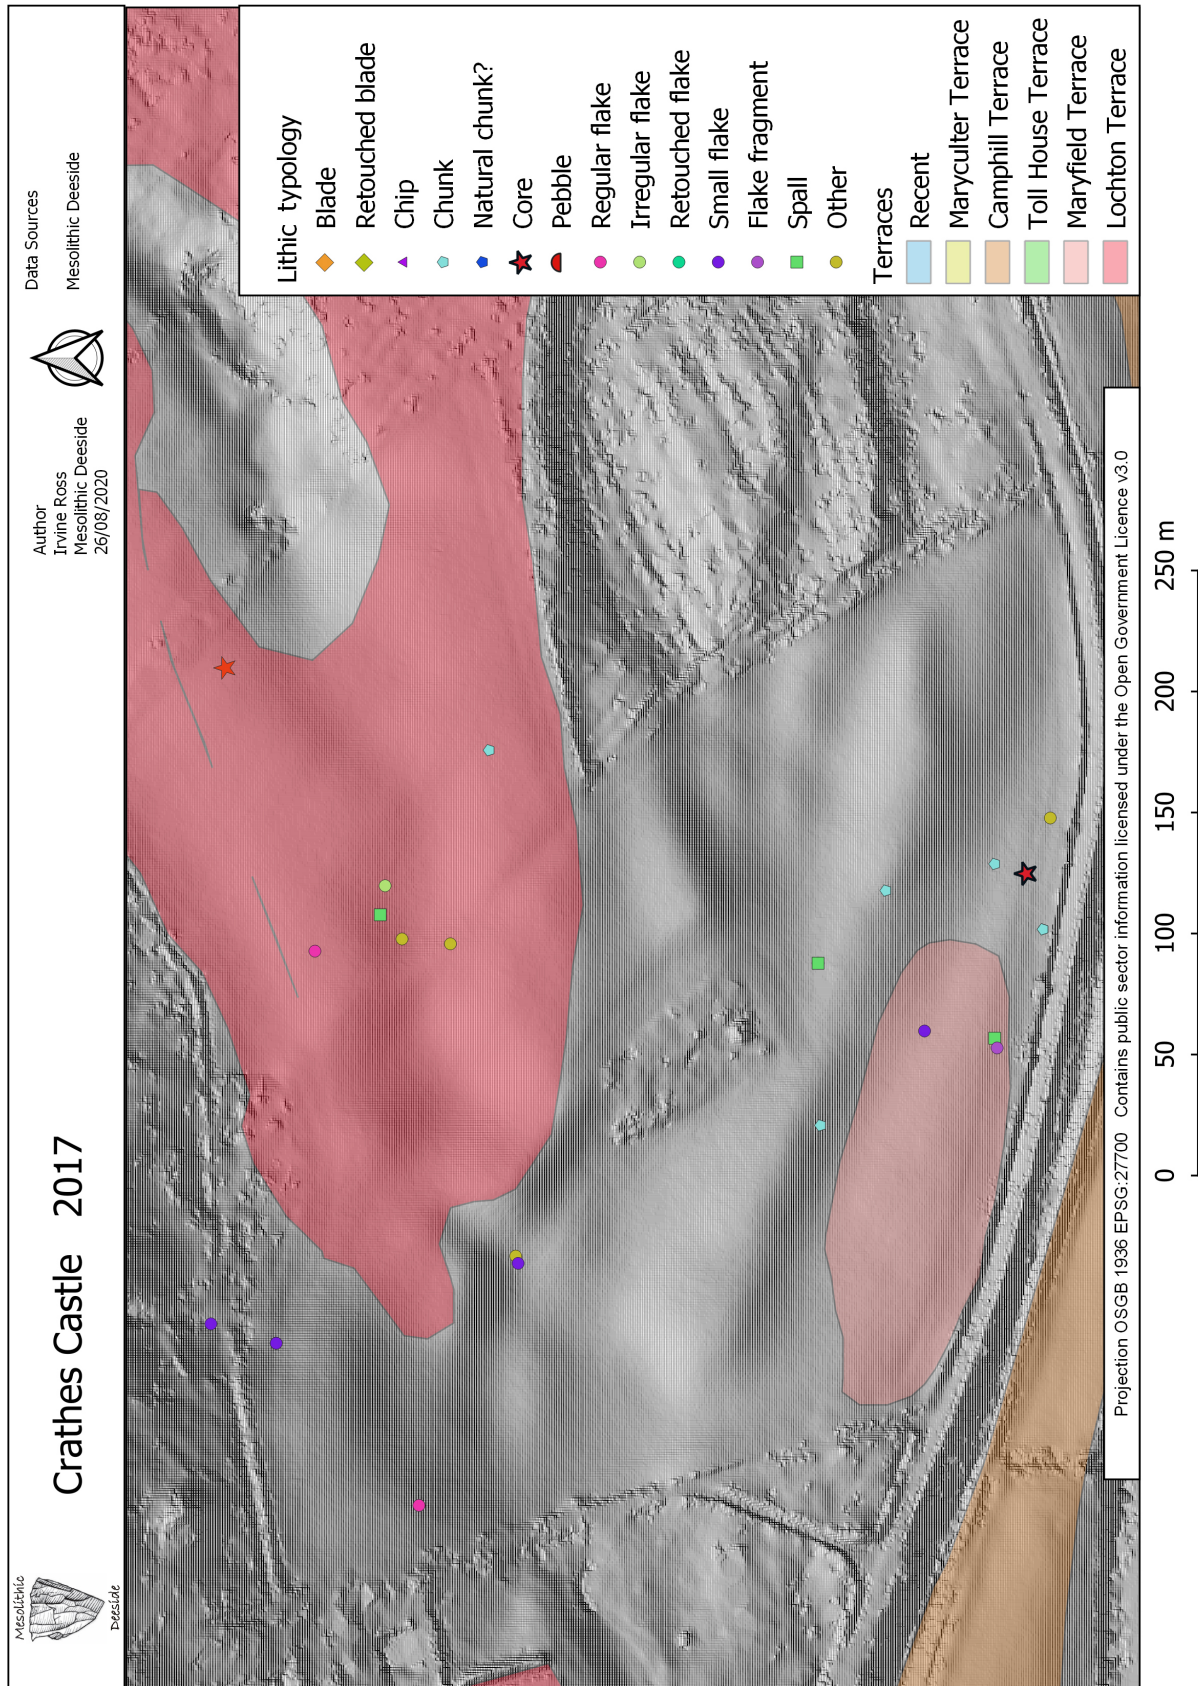 Mesolithic
Deeside
Crathes Castle 2017
Author
Irvine Ross
Mesolithic Deeside
26/08/2020
Data Sources
Mesolithic Deeside
Lithic typology
Blade
Retouched blade
Chip
Chunk
Natural chunk?
Core
Pebble
Regular flake
Irregular flake
Retouched flake
Small flake
Flake fragment
Spall
Other
Terraces
Recent
Maryculter Terrace
Camphill Terrace
Toll House Terrace
Maryfield Terrace
Lochton Terrace
Projection OSGB 1936 EPSG:27700 Contains public sector information licensed under the Open Government Licence v3.0
0 50 100 150 200 250 m